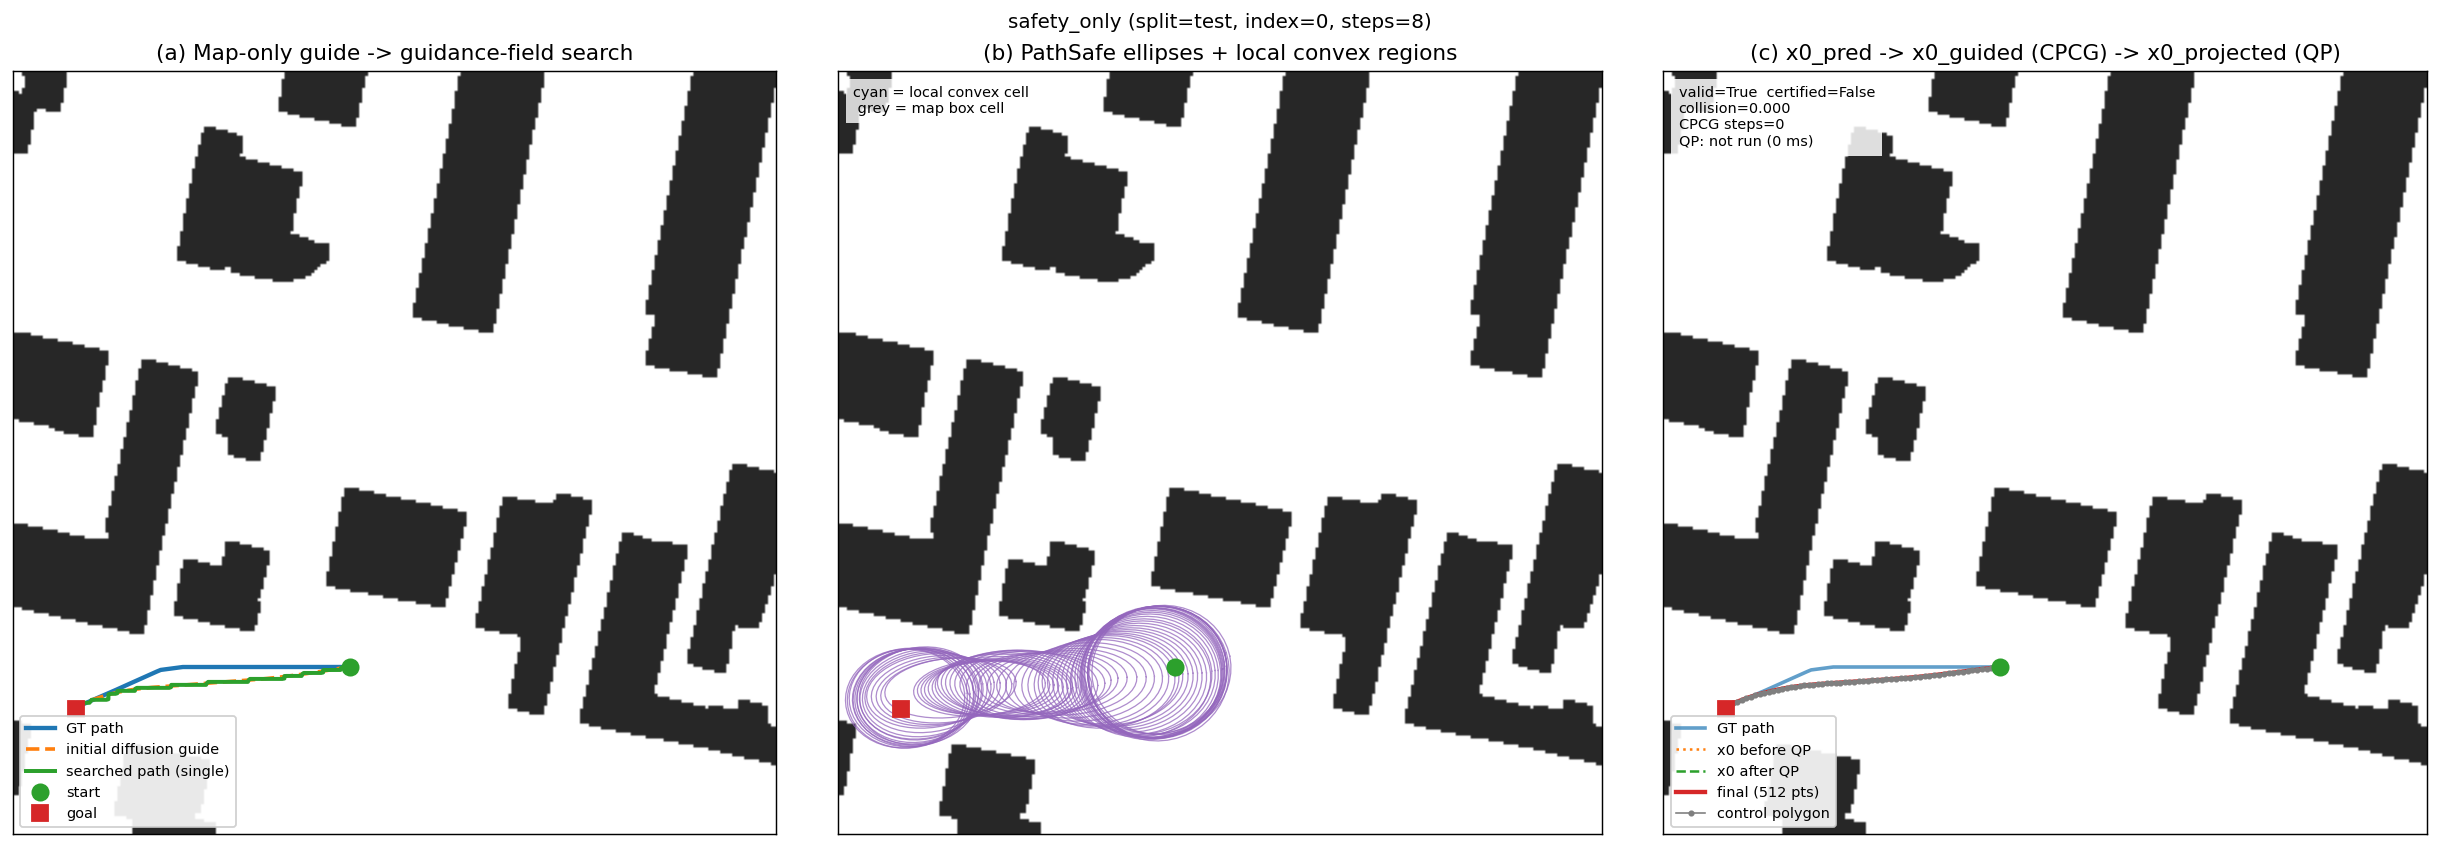 safety_only (split=test, index=0, steps=8)
(a) Map-only guide -> guidance-field search
GT path
initial diffusion guide
searched path (single)
start
goal
(b) PathSafe ellipses + local convex regions
cyan = local convex cell
grey = map box cell
(c) x0_pred -> x0_guided (CPCG) -> x0_projected (QP)
valid=True  certified=False
collision=0.000
CPCG steps=0
QP: not run (0 ms)
GT path
x0 before QP
x0 after QP
final (512 pts)
control polygon